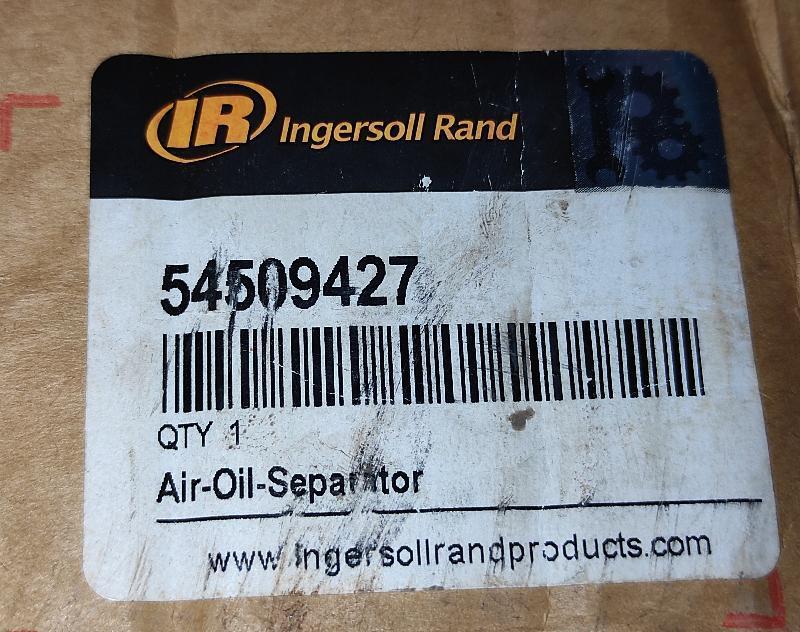 IR Ingersoll Rand
54509427
QTY 1
Air-Oil-Separator
www.ingersollrandproducts.com